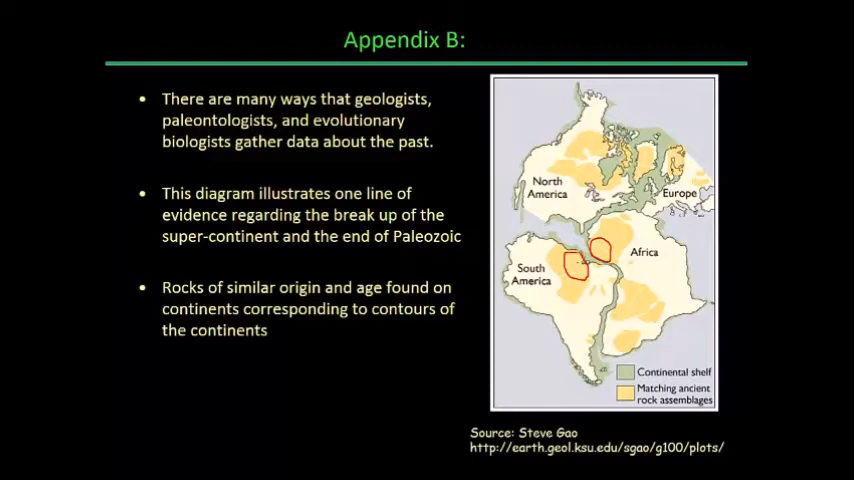 Appendix B:
• There are many ways that geologists,
paleontologists, and evolutionary
biologists gather data about the past.
• This diagram illustrates one line of
evidence regarding the break up of the
super-continent and the end of Paleozoic
• Rocks of similar origin and age found on
continents corresponding to contours of
the continents
North
America
Europe
Africa
South
America
Continental shelf
Matching ancient
rock assemblages
Source: Steve Gao
http://earth.geol.ksu.edu/sgao/g100/plots/